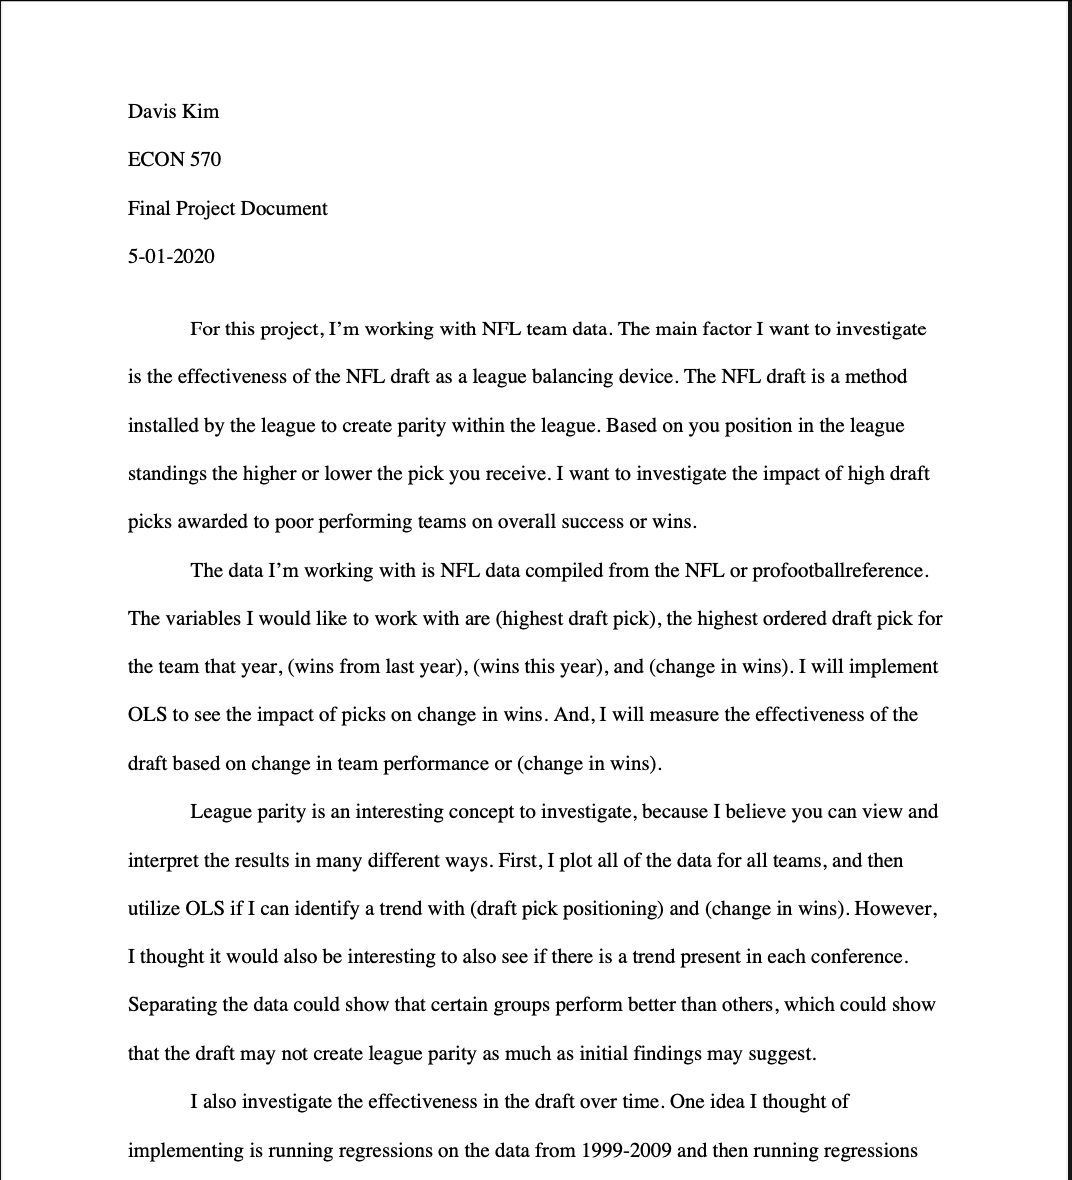 Davis Kim
ECON 570
Final Project Document
5-01-2020
For this project, I’m working with NFL team data. The main factor I want to investigate
is the effectiveness of the NFL draft as a league balancing device. The NFL draft is a method
installed by the league to create parity within the league. Based on you position in the league
standings the higher or lower the pick you receive. I want to investigate the impact of high draft
picks awarded to poor performing teams on overall success or wins.
The data I’m working with is NFL data compiled from the NFL or profootballreference.
The variables I would like to work with are (highest draft pick), the highest ordered draft pick for
the team that year, (wins from last year), (wins this year), and (change in wins). I will implement
OLS to see the impact of picks on change in wins. And, I will measure the effectiveness of the
draft based on change in team performance or (change in wins).
League parity is an interesting concept to investigate, because I believe you can view and
interpret the results in many different ways. First, I plot all of the data for all teams, and then
utilize OLS if I can identify a trend with (draft pick positioning) and (change in wins). However,
I thought it would also be interesting to also see if there is a trend present in each conference.
Separating the data could show that certain groups perform better than others, which could show
that the draft may not create league parity as much as initial findings may suggest.
I also investigate the effectiveness in the draft over time. One idea I thought of
implementing is running regressions on the data from 1999-2009 and then running regressions